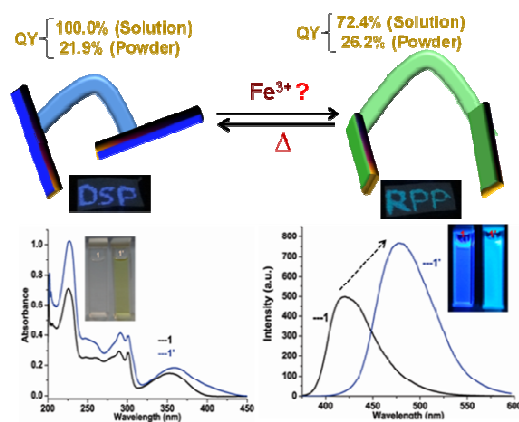 QY 100.0% (Solution)
21.9% (Powder)
QY 72.4% (Solution)
26.2% (Powder)
Fe3+ ?
Δ
DSP
RPP
1.0
0.8
0.6
0.4
0.2
0.0
Absorbance
200 250 300 350 400 450
Wavelength (nm)
1 1'
---1
---1'
800
700
600
500
400
300
200
100
0
Intensity (a.u.)
400 450 500 550 600
Wavelength (nm)
---1
---1'